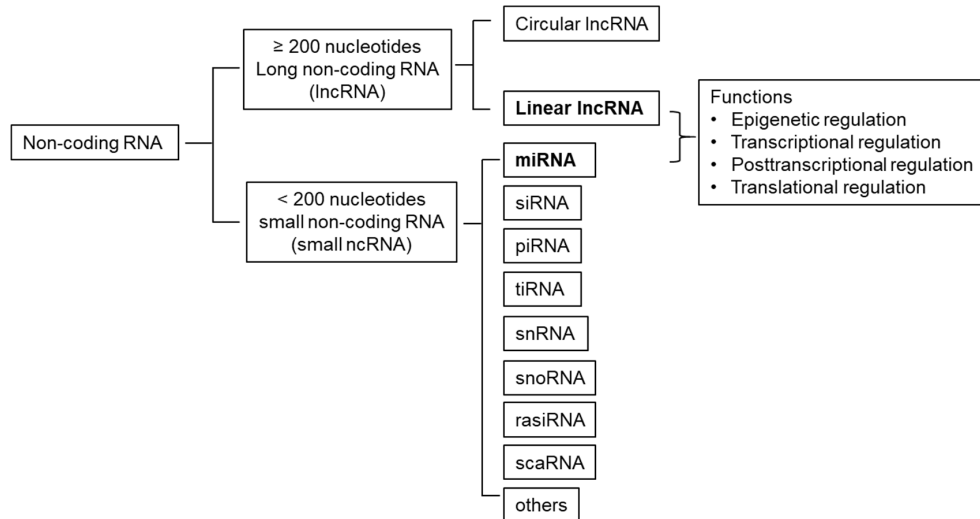 Non-coding RNA
≥ 200 nucleotides
Long non-coding RNA
(lncRNA)
< 200 nucleotides
small non-coding RNA
(small ncRNA)
Circular lncRNA
Linear lncRNA
miRNA
siRNA
piRNA
tiRNA
snRNA
snoRNA
rasiRNA
scaRNA
others
Functions
• Epigenetic regulation
• Transcriptional regulation
• Posttranscriptional regulation
• Translational regulation